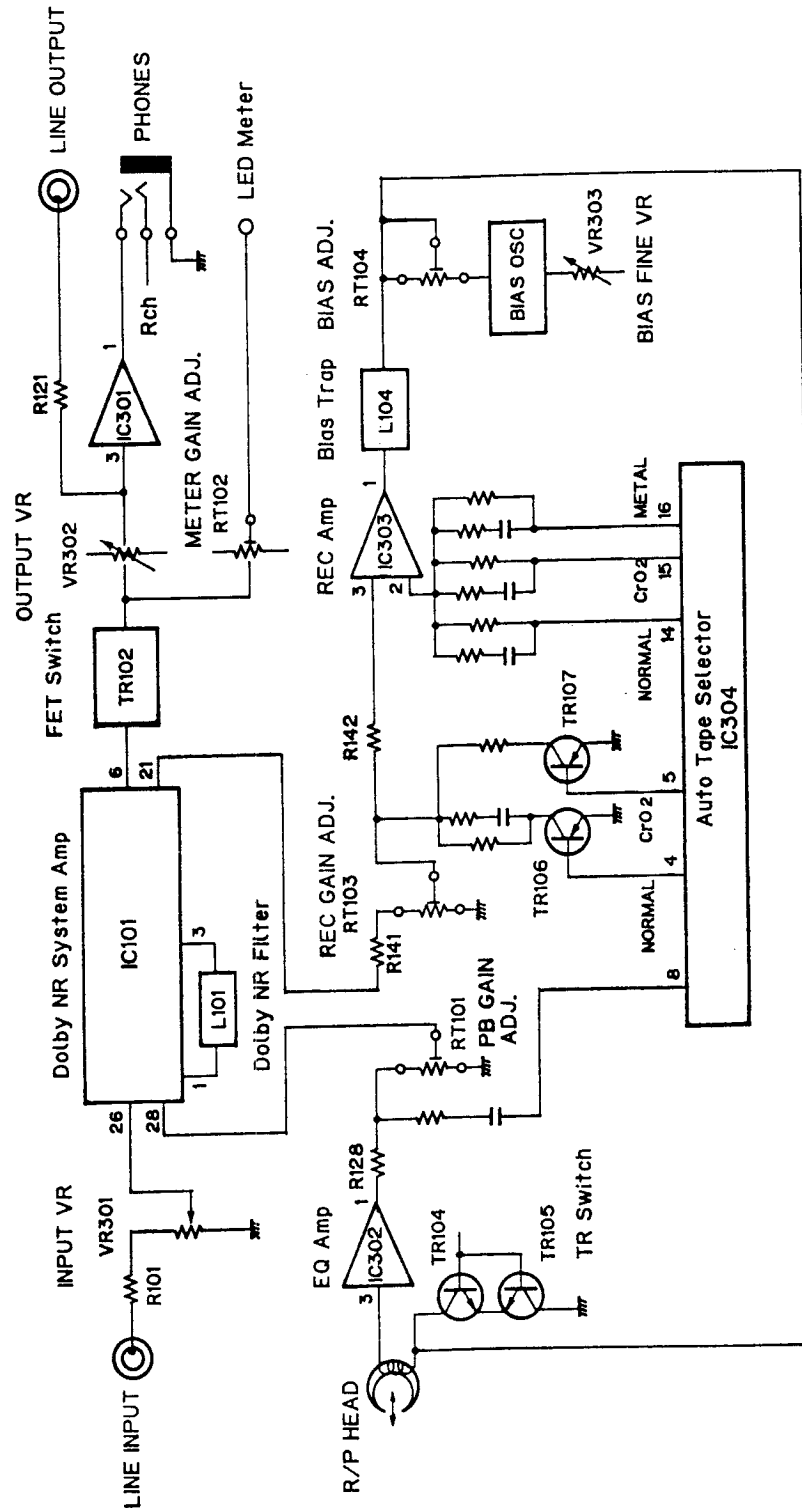 LINE INPUT
R101
INPUT VR
VR301
26
28
Dolby NR System Amp
IC101
1
3
L101
Dolby NR Filter
6
21
FET Switch
TR102
OUTPUT VR
VR302
METER GAIN ADJ.
RT102
R121
3
IC301
1
LINE OUTPUT
PHONES
Rch
LED Meter
R/P HEAD
EQ Amp
3
IC302
1
R128
TR104
TR105
TR Switch
RT101
PB GAIN
ADJ.
R141
REC GAIN ADJ.
RT103
R142
TR106
TR107
REC Amp
3
2
IC303
1
Bias Trap
L104
BIAS ADJ.
RT104
BIAS OSC
VR303
BIAS FINE VR
8
NORMAL
4
CrO2
5
NORMAL
14
CrO2
15
METAL
16
Auto Tape Selector
IC304